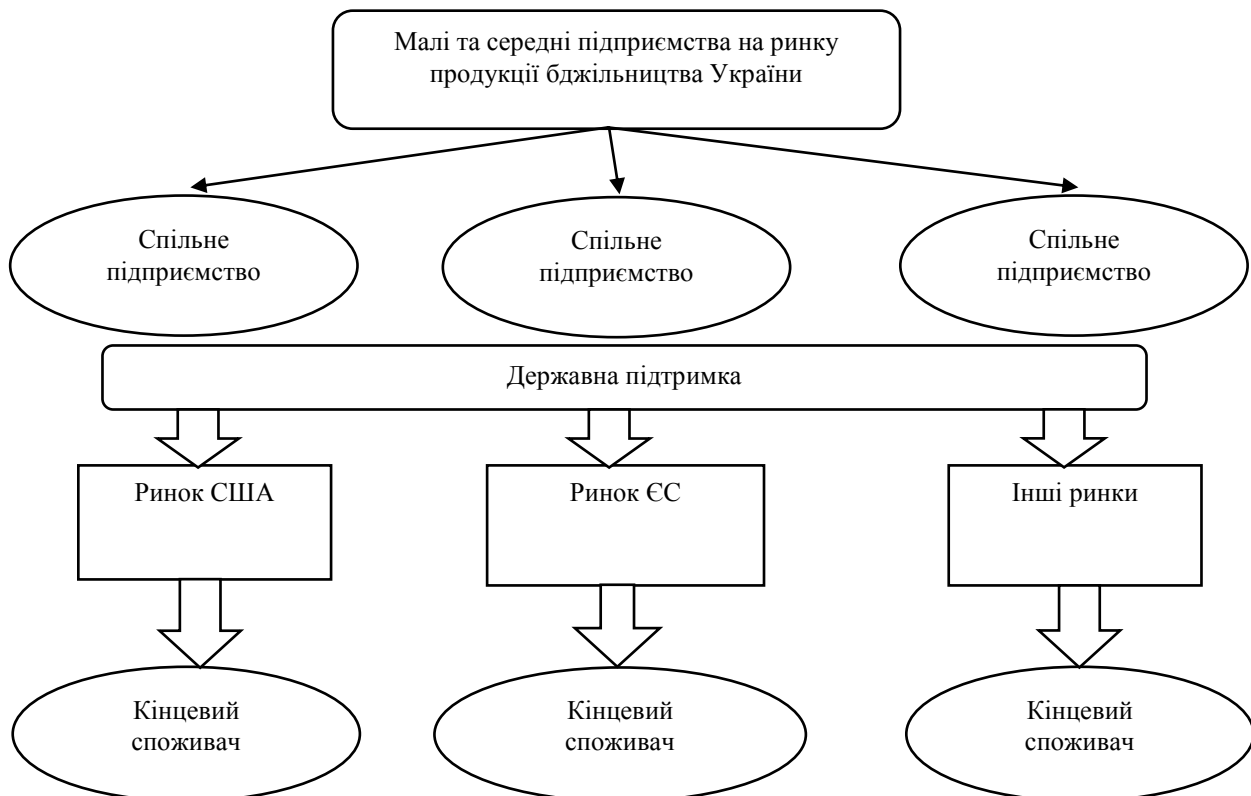 Малі та середні підприємства на ринку
продукції бджільництва України
Спільне
підприємство
Спільне
підприємство
Спільне
підприємство
Державна підтримка
Ринок США
Ринок ЄС
Інші ринки
Кінцевий
споживач
Кінцевий
споживач
Кінцевий
споживач